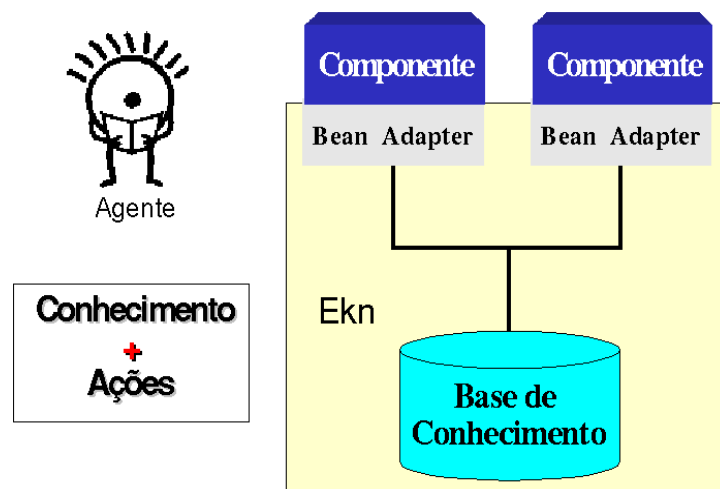 Agente
Conhecimento
+
Ações
Componente
Componente
Bean Adapter
Bean Adapter
Ekn
Base de
Conhecimento